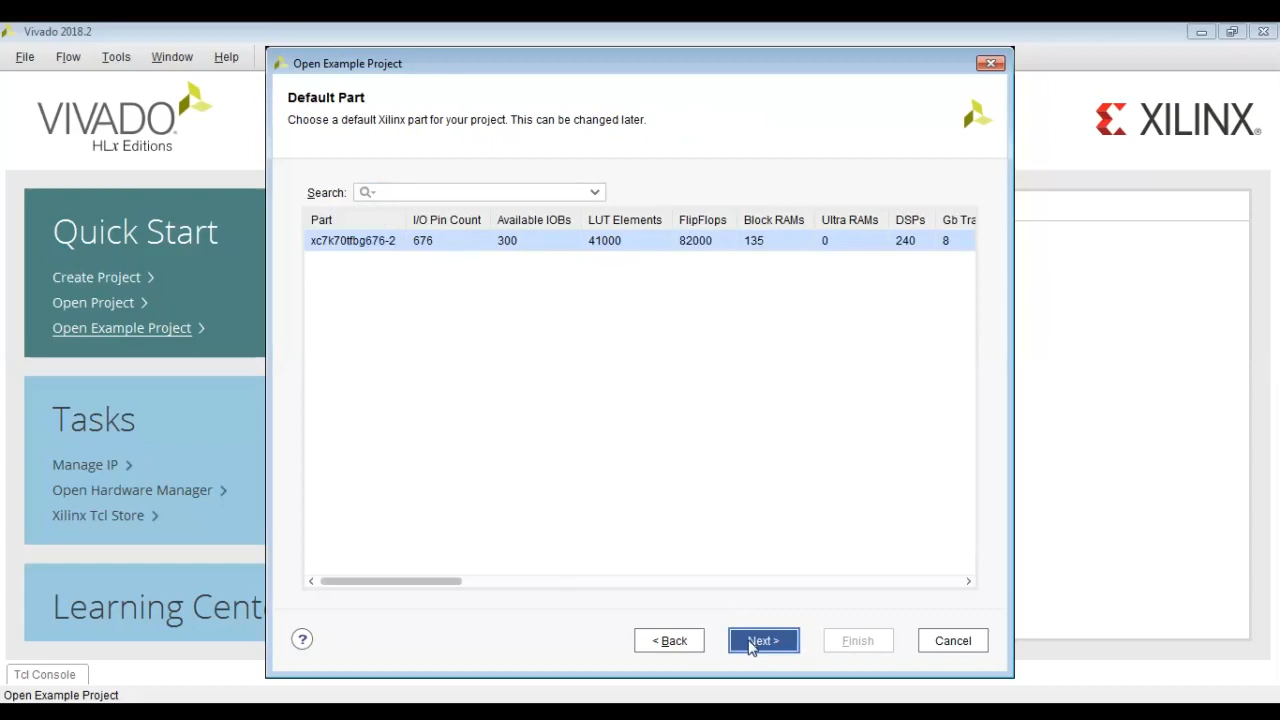 Vivado 2018.2
File Flow Tools Window Help
VIVADO
HLx Editions
XILINX
Quick Start
Create Project
Open Project
Open Example Project
Tasks
Manage IP
Open Hardware Manager
Xilinx Tcl Store
Learning Cent
Open Example Project
Default Part
Choose a default Xilinx part for your project. This can be changed later.
Search:
Part I/O Pin Count Available IOBs LUT Elements FlipFlops Block RAMs Ultra RAMs DSPs Gb Tra
xc7k70tfbg676-2 676 300 41000 82000 135 0 240 8
?
< Back Next > Finish Cancel
Tcl Console
Open Example Project